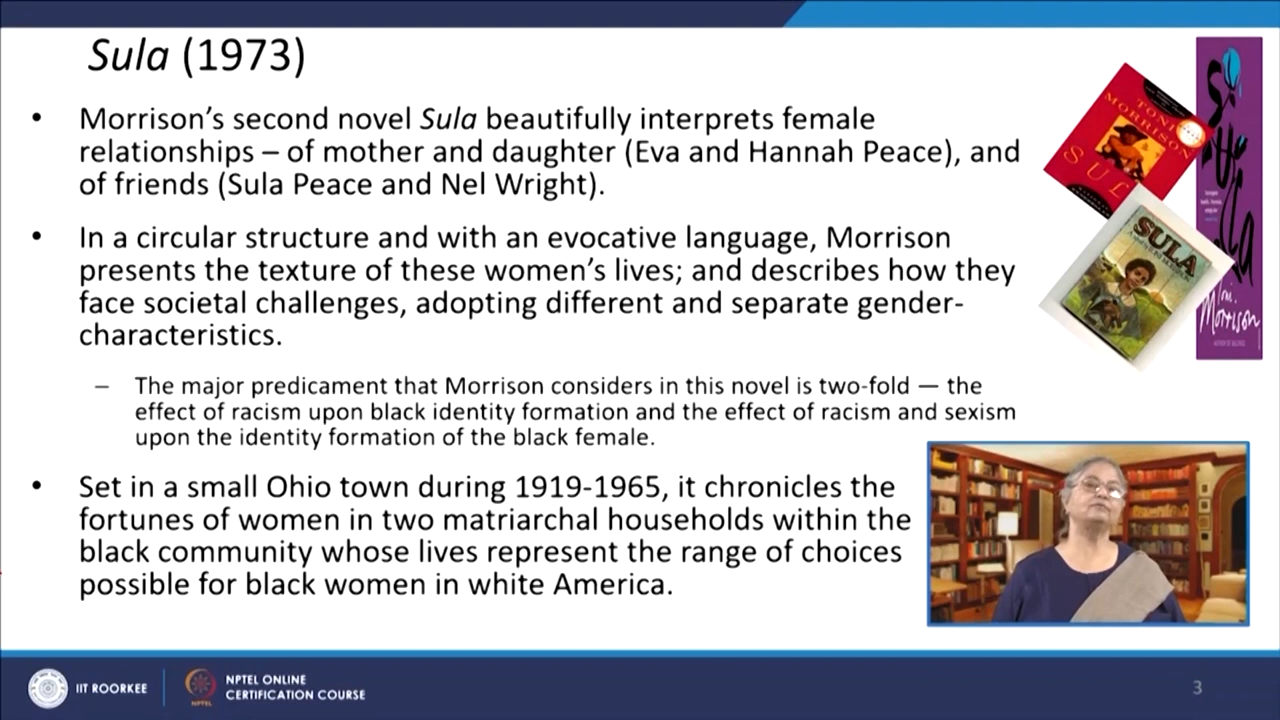 Sula (1973)
• Morrison's second novel Sula beautifully interprets female
relationships – of mother and daughter (Eva and Hannah Peace), and
of friends (Sula Peace and Nel Wright).
• In a circular structure and with an evocative language, Morrison
presents the texture of these women's lives; and describes how they
face societal challenges, adopting different and separate gender-
characteristics.
– The major predicament that Morrison considers in this novel is two-fold — the
effect of racism upon black identity formation and the effect of racism and sexism
upon the identity formation of the black female.
• Set in a small Ohio town during 1919-1965, it chronicles the
fortunes of women in two matriarchal households within the
black community whose lives represent the range of choices
possible for black women in white America.
TONI
MORRISON
SUL
SULA
Morrison
IIT ROORKEE
NPTEL
NPTEL ONLINE
CERTIFICATION COURSE
3